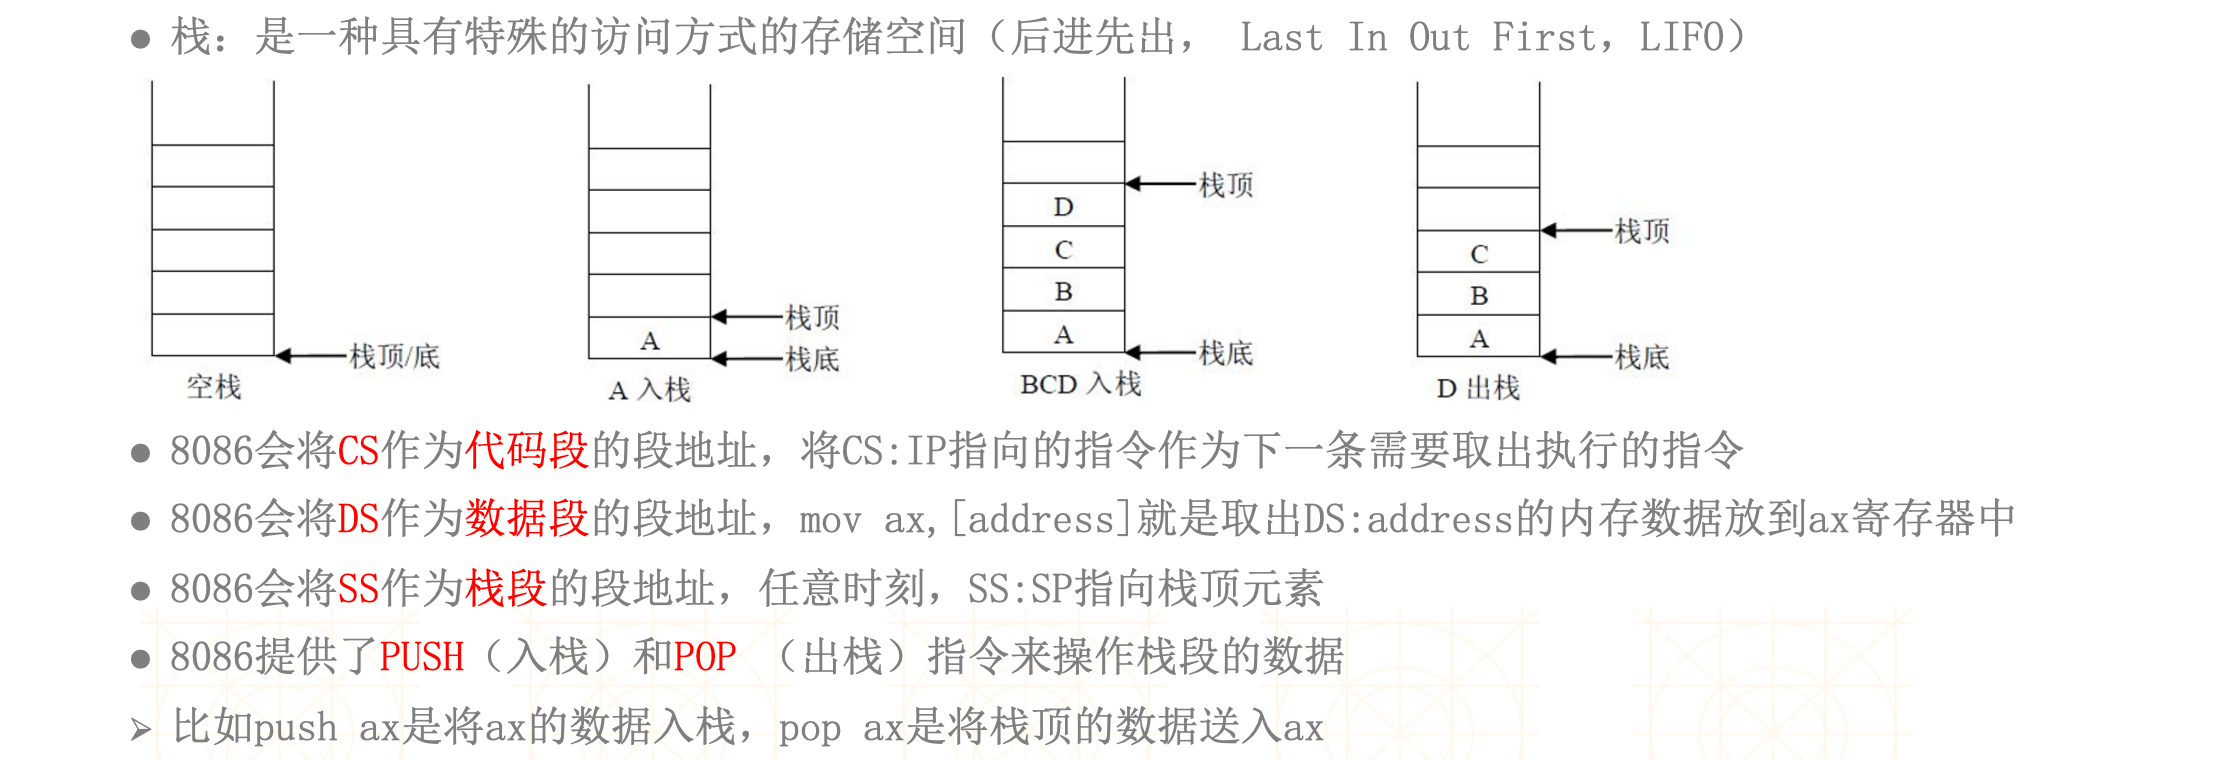 ● 栈：是一种具有特殊的访问方式的存储空间（后进先出， Last In Out First，LIFO）
栈顶/底
空栈
A
栈顶
栈底
A 入栈
D
C
B
A
栈顶
栈底
BCD 入栈
C
B
A
栈顶
栈底
D 出栈
● 8086会将CS作为代码段的段地址，将CS:IP指向的指令作为下一条需要取出执行的指令
● 8086会将DS作为数据段的段地址，mov ax,[address]就是取出DS:address的内存数据放到ax寄存器中
● 8086会将SS作为栈段的段地址，任意时刻，SS:SP指向栈顶元素
● 8086提供了PUSH（入栈）和POP （出栈）指令来操作栈段的数据
➢ 比如push ax是将ax的数据入栈，pop ax是将栈顶的数据送入ax